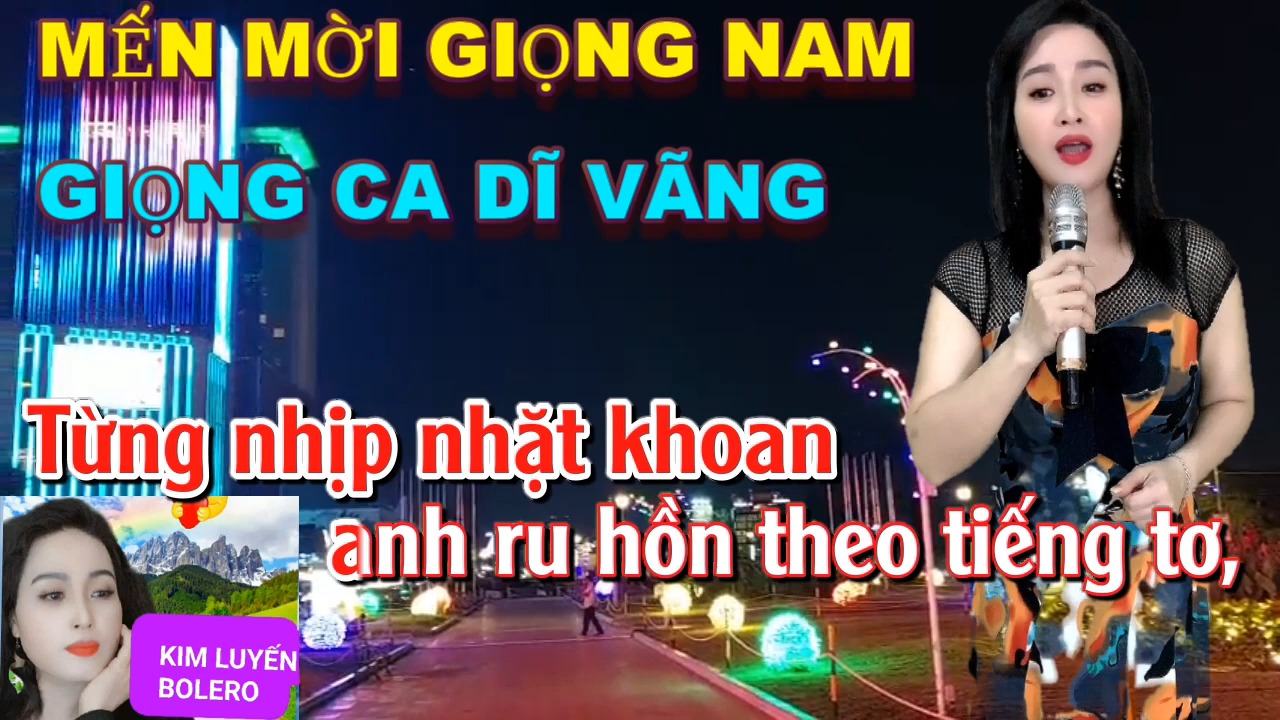 MẾN MỜI GIỌNG NAM
GIỌNG CA DĨ VÃNG
Từng nhịp nhặt khoan
anh ru hồn theo tiếng tơ,
KIM LUYẾN
BOLERO